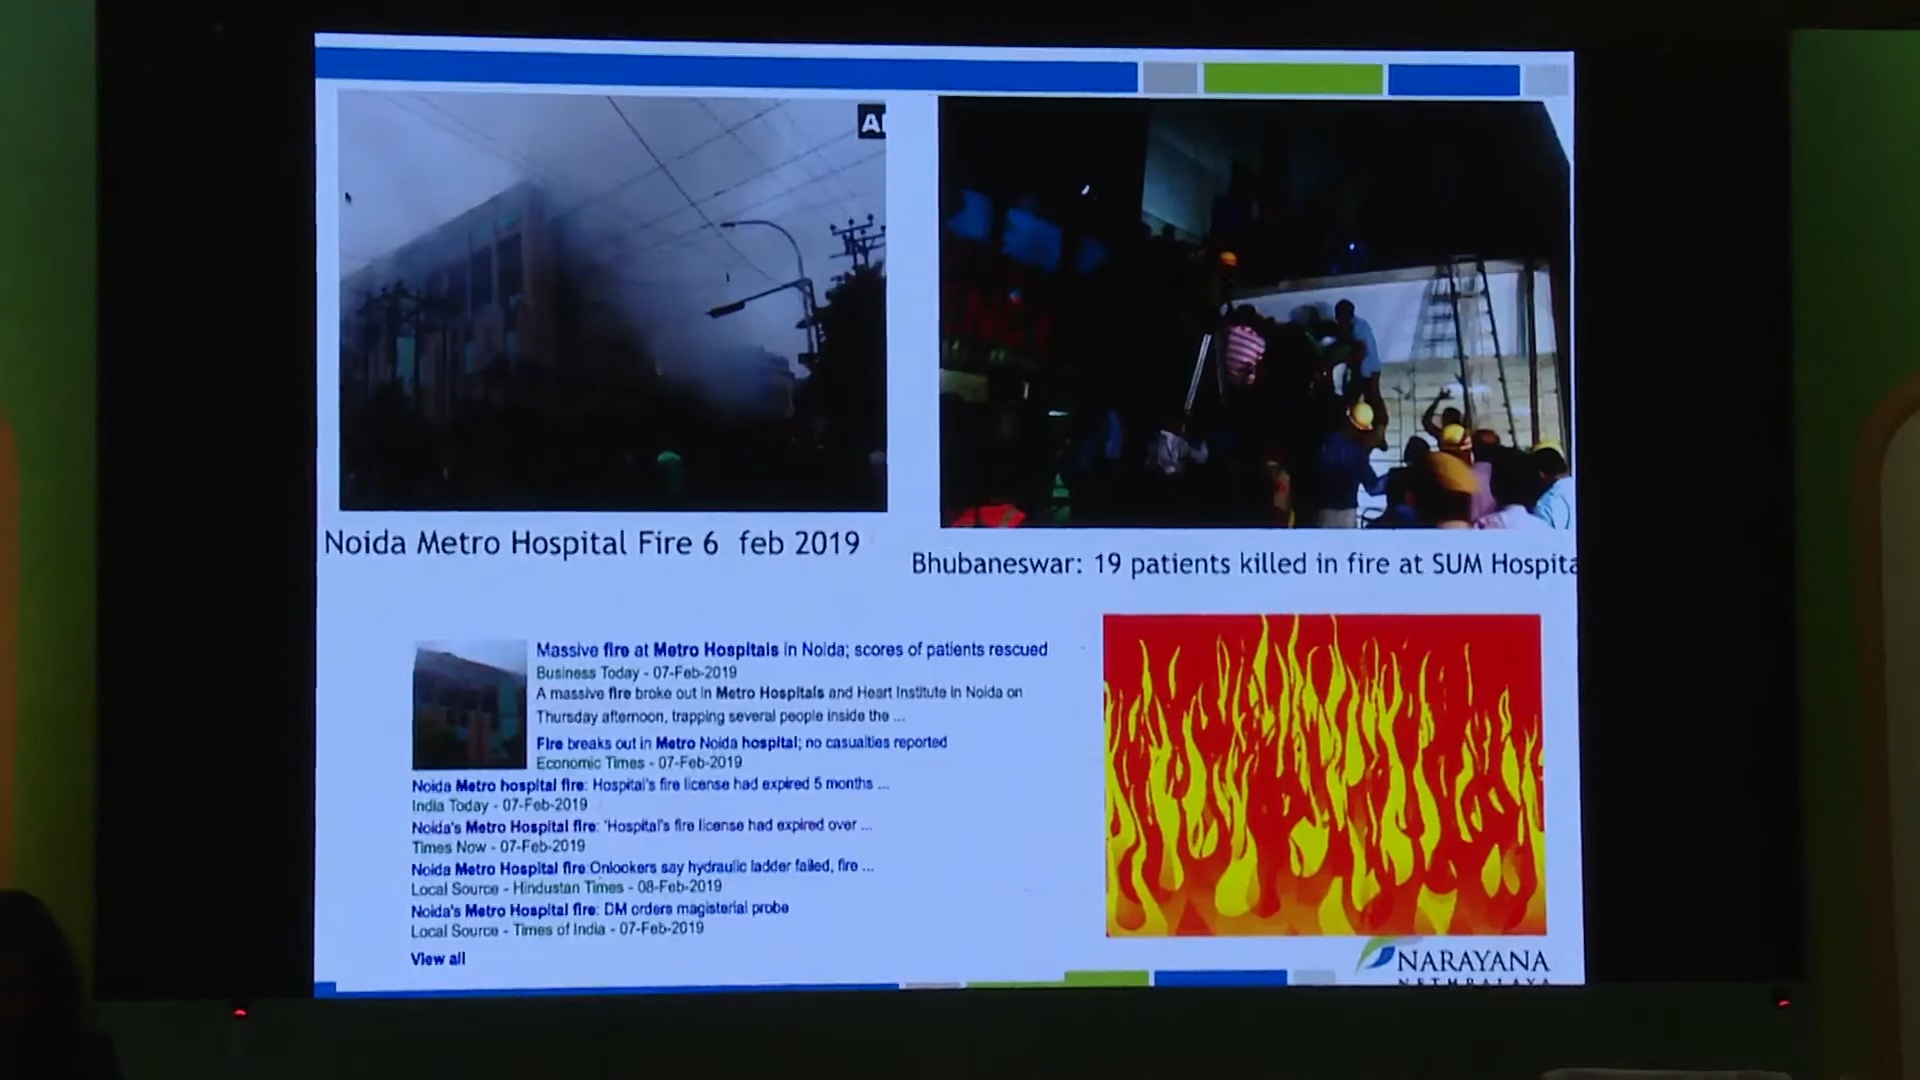 Noida Metro Hospital Fire 6 feb 2019
Bhubaneswar: 19 patients killed in fire at SUM Hospita
Massive fire at Metro Hospitals in Noida; scores of patients rescued
Business Today - 07-Feb-2019
A massive fire broke out in Metro Hospitals and Heart Institute in Noida on
Thursday afternoon, trapping several people inside the ...
Fire breaks out in Metro Noida hospital; no casualties reported
Economic Times - 07-Feb-2019
Noida Metro hospital fire: Hospital's fire license had expired 5 months ...
India Today - 07-Feb-2019
Noida's Metro Hospital fire: 'Hospital's fire license had expired over ...
Times Now - 07-Feb-2019
Noida Metro Hospital fire:Onlookers say hydraulic ladder failed, fire ...
Local Source - Hindustan Times - 08-Feb-2019
Noida's Metro Hospital fire: DM orders magisterial probe
Local Source - Times of India - 07-Feb-2019
View all
NARAYANA
NETHRALAYA